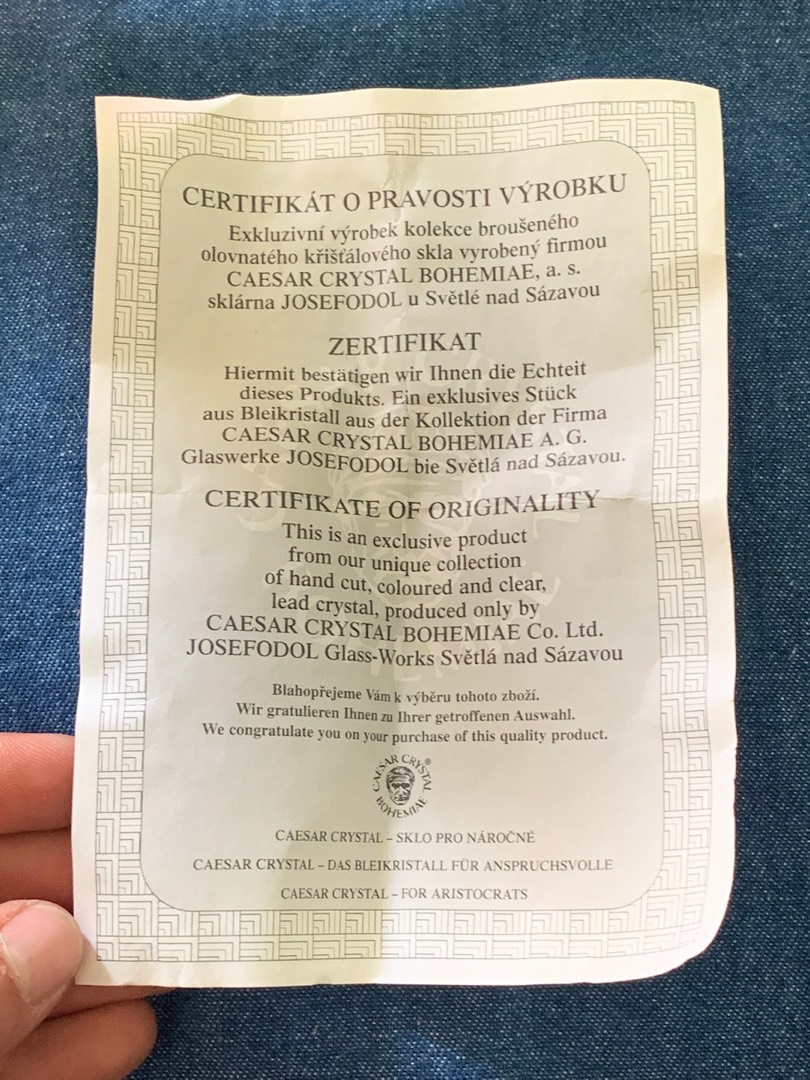 CERTIFIKÁT O PRAVOSTI VÝROBKU
Exkluzivní výrobek kolekce broušeného
olovnatého křišťálového skla vyrobený firmou
CAESAR CRYSTAL BOHEMIAE, a. s.
sklárna JOSEFODOL u Světlé nad Sázavou
ZERTIFIKAT
Hiermit bestätigen wir Ihnen die Echteit
dieses Produkts. Ein exklusives Stück
aus Bleikristall aus der Kollektion der Firma
CAESAR CRYSTAL BOHEMIAE A. G.
Glaswerke JOSEFODOL bie Světlá nad Sázavou.
CERTIFIKATE OF ORIGINALITY
This is an exclusive product
from our unique collection
of hand cut, coloured and clear,
lead crystal, produced only by
CAESAR CRYSTAL BOHEMIAE Co. Ltd.
JOSEFODOL Glass-Works Světlá nad Sázavou
Blahopřejeme Vám k výběru tohoto zboží.
Wir gratulieren Ihnen zu Ihrer getroffenen Auswahl.
We congratulate you on your purchase of this quality product.
CAESAR CRYSTAL ®
BOHEMIAE
CAESAR CRYSTAL – SKLO PRO NÁROČNÉ
CAESAR CRYSTAL – DAS BLEIKRISTALL FÜR ANSPRUCHSVOLLE
CAESAR CRYSTAL – FOR ARISTOCRATS